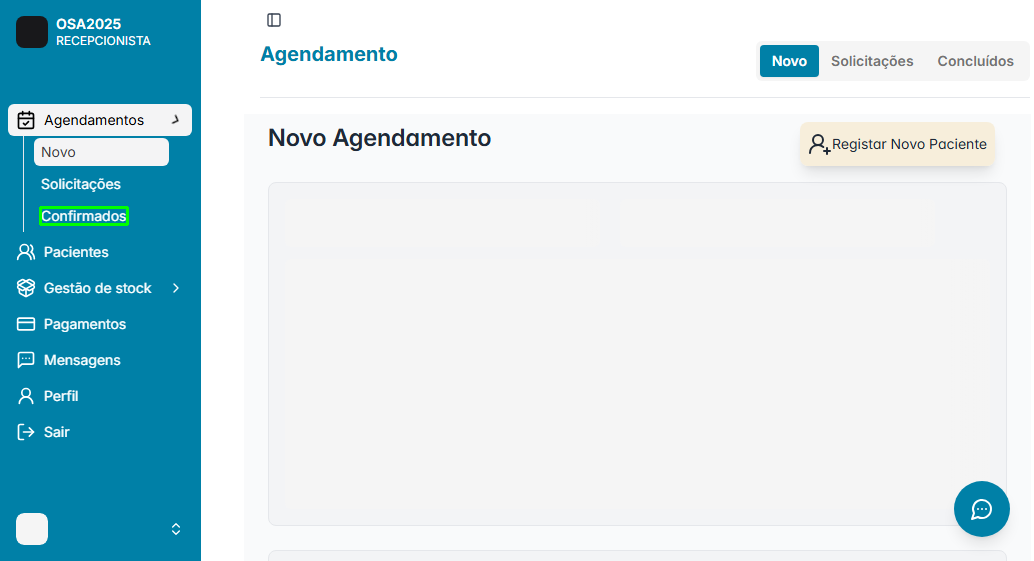 OSA2025
RECEPCIONISTA
Agendamentos
Novo
Solicitações
Confirmados
Pacientes
Gestão de stock
Pagamentos
Mensagens
Perfil
Sair
Agendamento
Novo Solicitações Concluídos
Novo Agendamento
Registar Novo Paciente